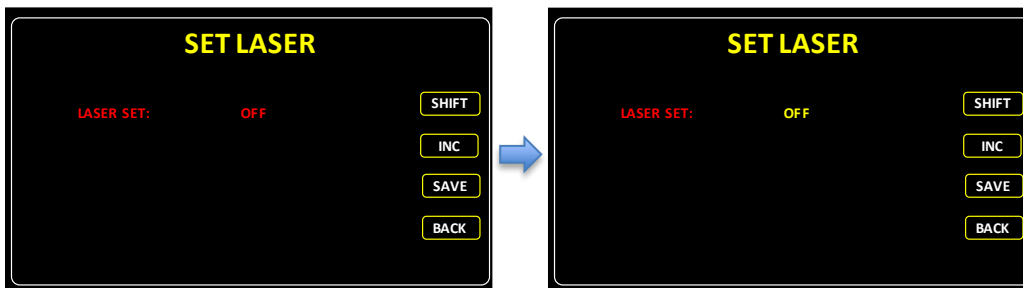 SET LASER
LASER SET: OFF
SHIFT
INC
SAVE
BACK
SET LASER
LASER SET: OFF
SHIFT
INC
SAVE
BACK